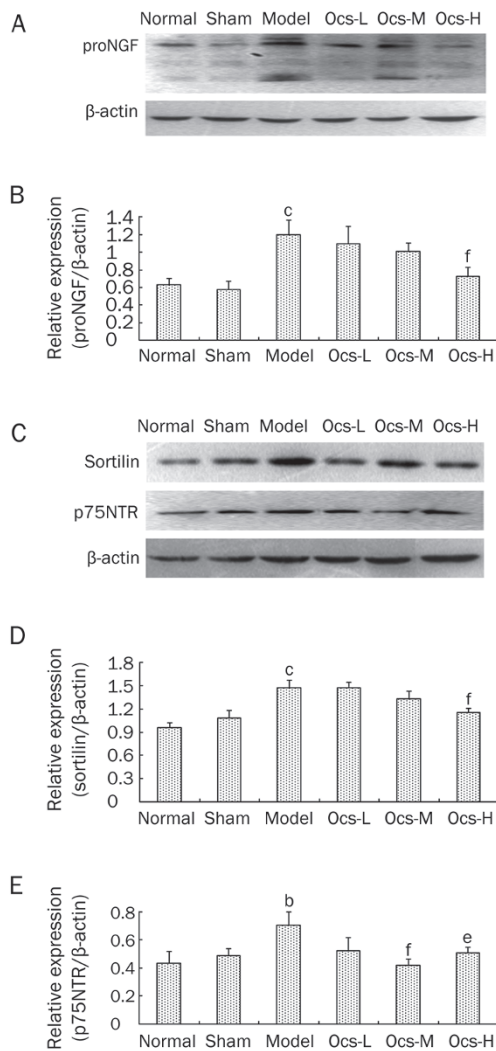 A
Normal Sham Model Ocs-L Ocs-M Ocs-H
proNGF
β-actin
B
Relative expression
(proNGF/β-actin)
1.4
1.2
1.0
0.8
0.6
0.4
0.2
0
c
f
Normal Sham Model Ocs-L Ocs-M Ocs-H
C
Normal Sham Model Ocs-L Ocs-M Ocs-H
Sortilin
p75NTR
β-actin
D
Relative expression
(sortilin/β-actin)
1.8
1.5
1.2
0.9
0.6
0.3
0
c
f
Normal Sham Model Ocs-L Ocs-M Ocs-H
E
Relative expression
(p75NTR/β-actin)
0.8
0.6
0.4
0.2
0
b
f
e
Normal Sham Model Ocs-L Ocs-M Ocs-H